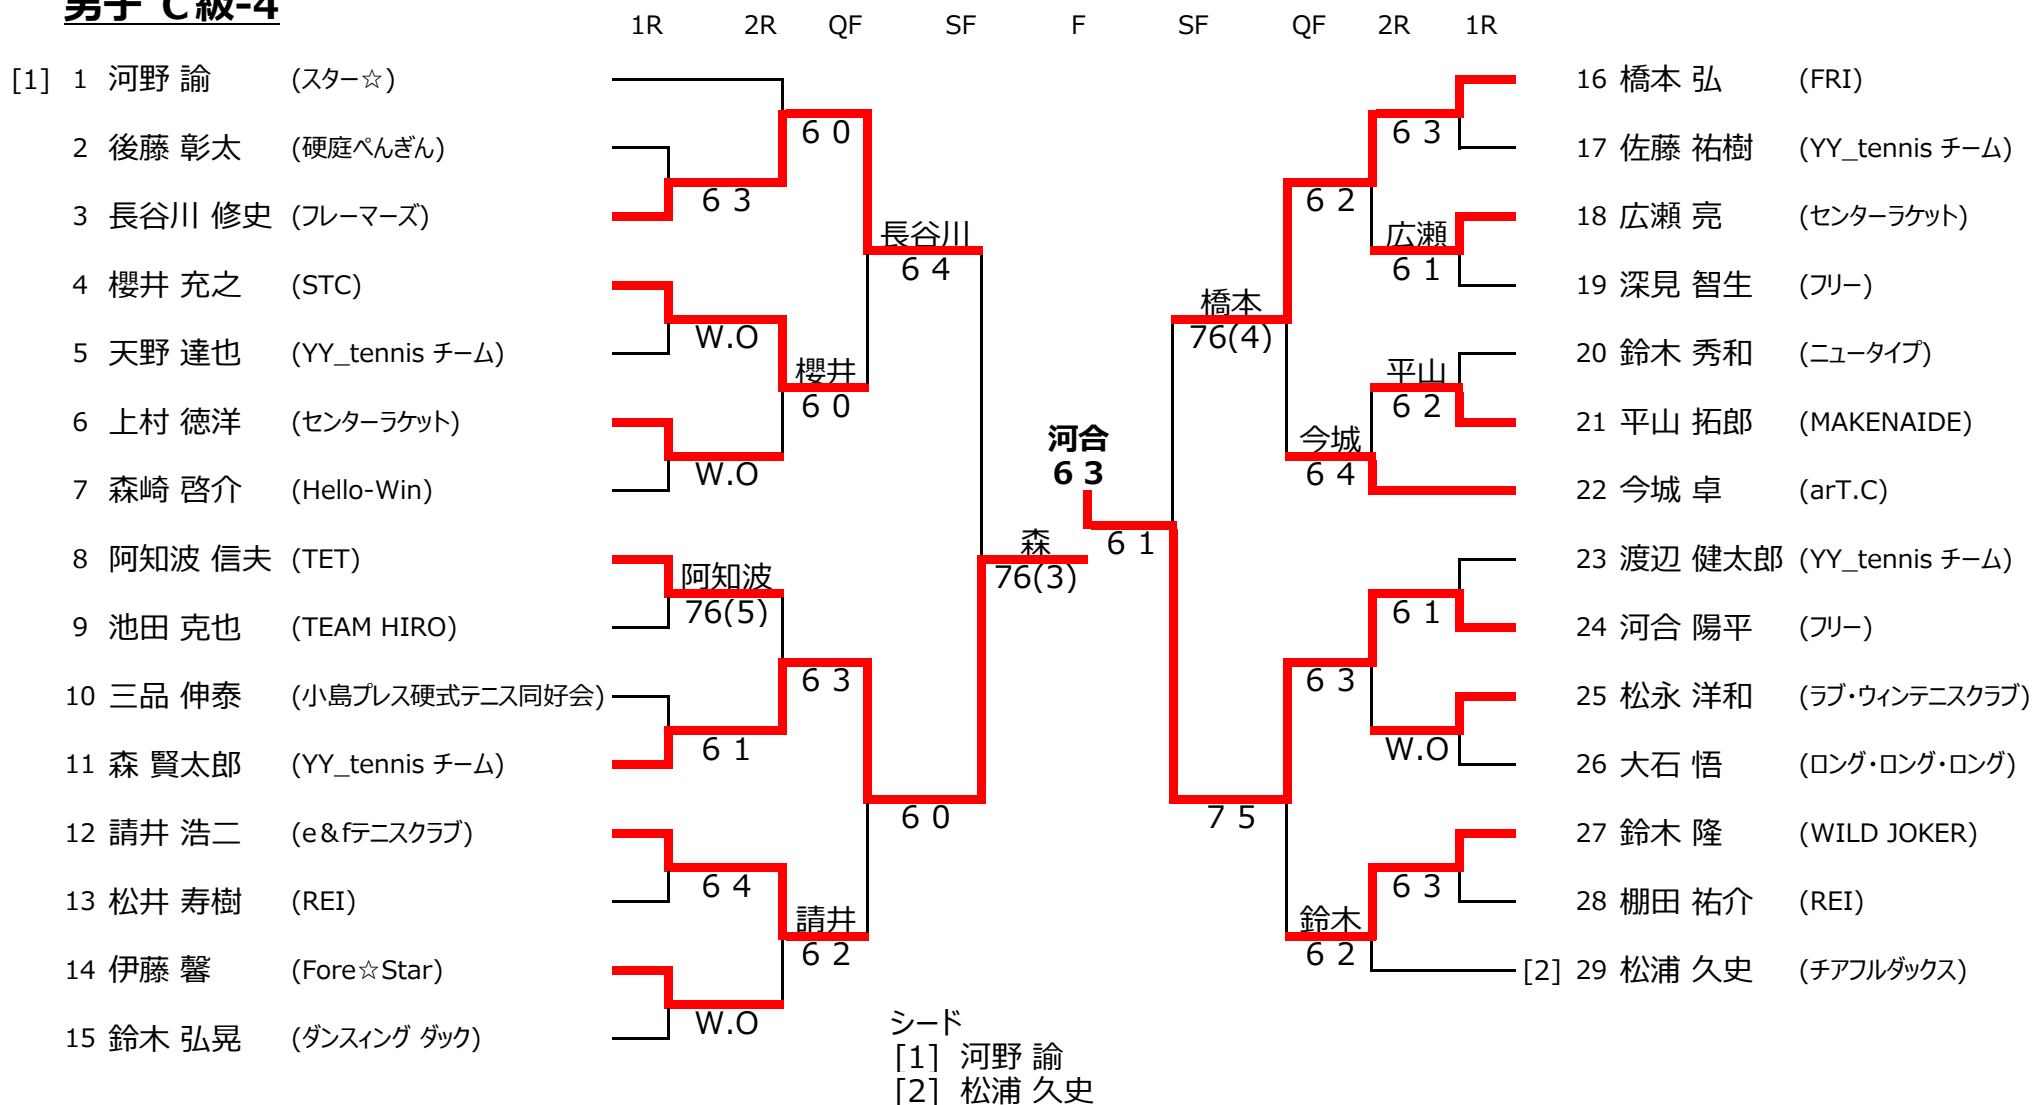 男子 C級-4
1R 2R QF SF F SF QF 2R 1R
[1] 1 河野 諭 (スター☆)
2 後藤 彰太 (硬庭ぺんぎん)
3 長谷川 修史 (フレーマーズ)
4 櫻井 充之 (STC)
5 天野 達也 (YY_tennis チーム)
6 上村 徳洋 (センターラケット)
7 森崎 啓介 (Hello-Win)
8 阿知波 信夫 (TET)
9 池田 克也 (TEAM HIRO)
10 三品 伸泰 (小島プレス硬式テニス同好会)
11 森 賢太郎 (YY_tennis チーム)
12 請井 浩二 (e&fテニスクラブ)
13 松井 寿樹 (REI)
14 伊藤 馨 (Fore☆Star)
15 鈴木 弘晃 (ダンスィング ダック)
6 3
W.O
W.O
阿知波
76(5)
6 1
6 4
W.O
6 0
櫻井
6 0
6 3
請井
6 2
長谷川
6 4
6 0
森
76(3)
河合
6 3
6 1
橋本
76(4)
7 5
6 2
今城
6 4
6 3
鈴木
6 2
6 3
広瀬
6 1
平山
6 2
6 1
W.O
6 3
16 橋本 弘 (FRI)
17 佐藤 祐樹 (YY_tennis チーム)
18 広瀬 亮 (センターラケット)
19 深見 智生 (フリー)
20 鈴木 秀和 (ニュータイプ)
21 平山 拓郎 (MAKENAIDE)
22 今城 卓 (arT.C)
23 渡辺 健太郎 (YY_tennis チーム)
24 河合 陽平 (フリー)
25 松永 洋和 (ラブ・ウィンテニスクラブ)
26 大石 悟 (ロング・ロング・ロング)
27 鈴木 隆 (WILD JOKER)
28 棚田 祐介 (REI)
[2] 29 松浦 久史 (チアフルダックス)
シード
[1] 河野 諭
[2] 松浦 久史